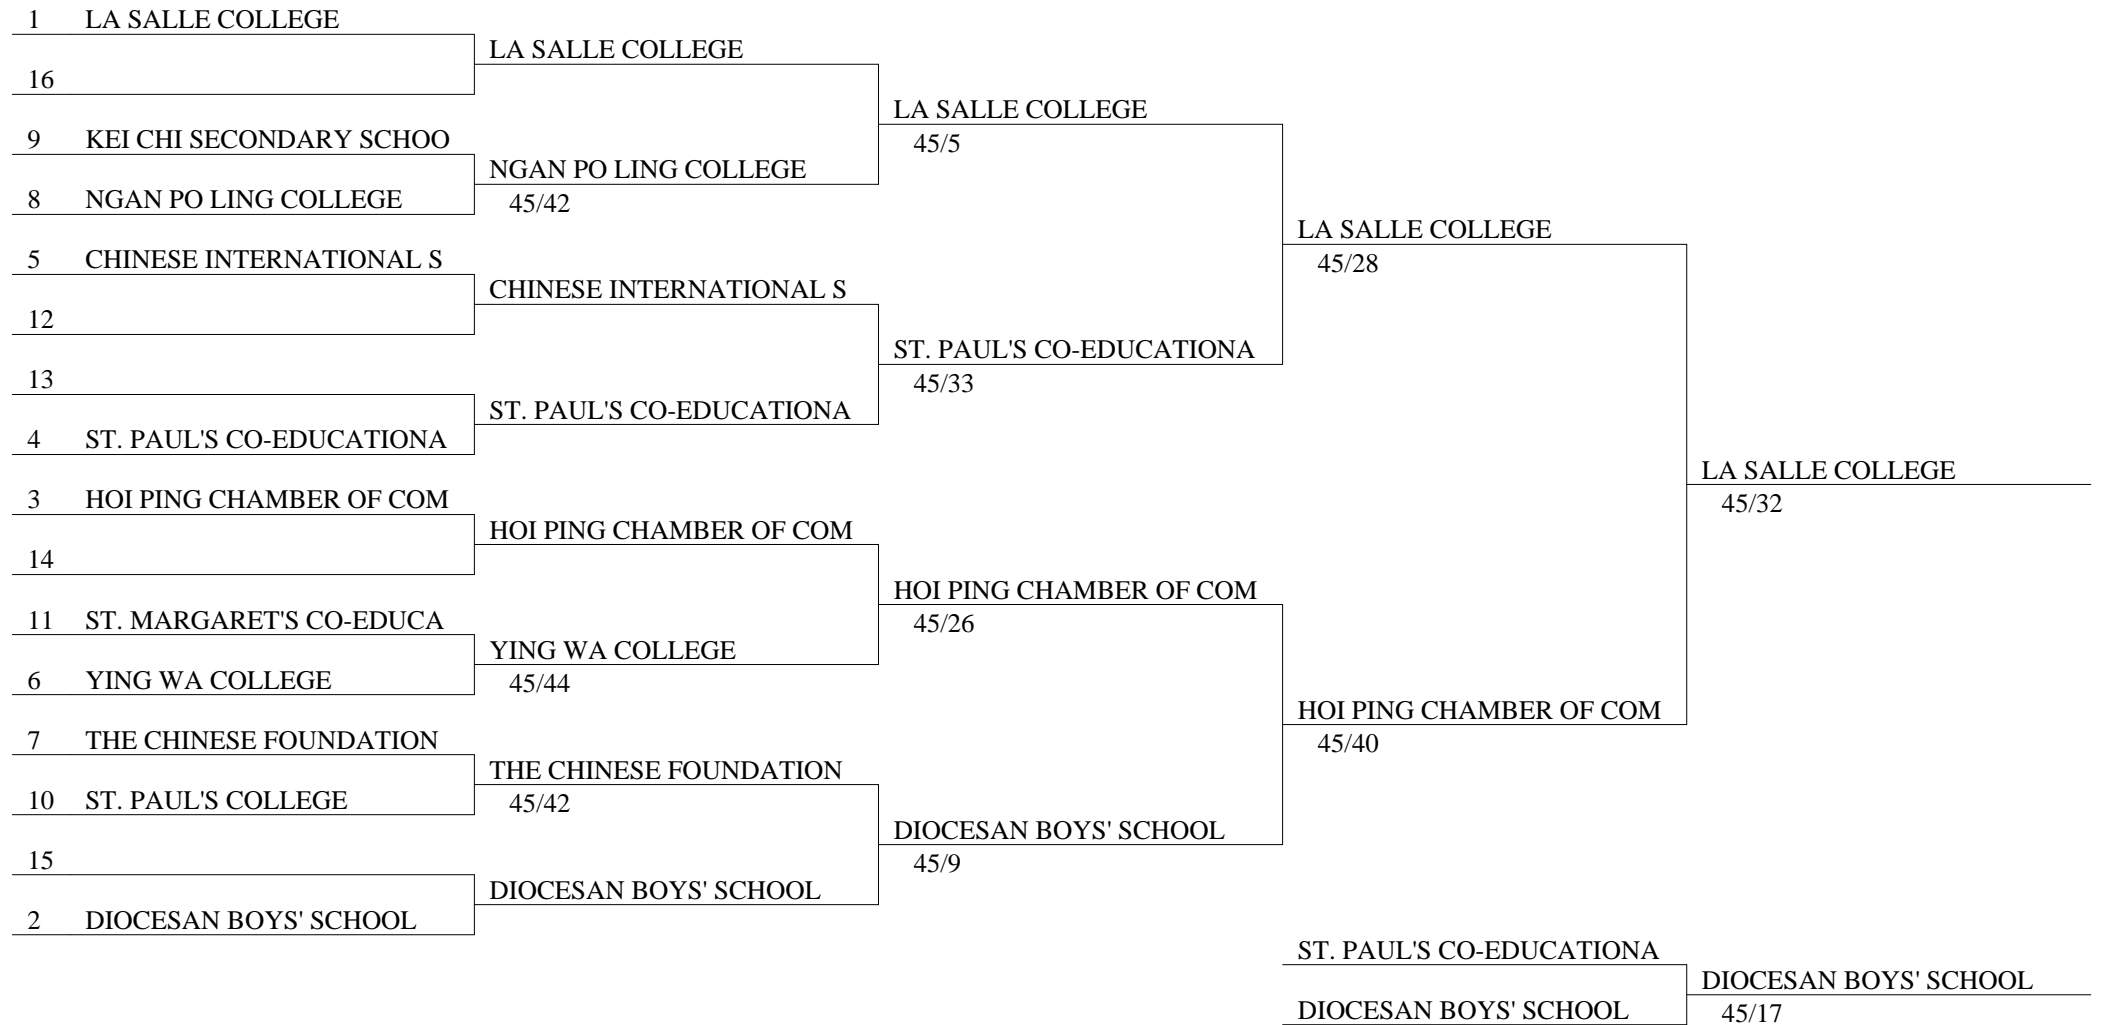 1 LA SALLE COLLEGE
16
9 KEI CHI SECONDARY SCHOO
8 NGAN PO LING COLLEGE
5 CHINESE INTERNATIONAL S
12
13
4 ST. PAUL'S CO-EDUCATIONA
3 HOI PING CHAMBER OF COM
14
11 ST. MARGARET'S CO-EDUCA
6 YING WA COLLEGE
7 THE CHINESE FOUNDATION
10 ST. PAUL'S COLLEGE
15
2 DIOCESAN BOYS' SCHOOL
LA SALLE COLLEGE
NGAN PO LING COLLEGE
45/42
CHINESE INTERNATIONAL S
ST. PAUL'S CO-EDUCATIONA
HOI PING CHAMBER OF COM
YING WA COLLEGE
45/44
THE CHINESE FOUNDATION
45/42
DIOCESAN BOYS' SCHOOL
LA SALLE COLLEGE
45/5
ST. PAUL'S CO-EDUCATIONA
45/33
HOI PING CHAMBER OF COM
45/26
DIOCESAN BOYS' SCHOOL
45/9
LA SALLE COLLEGE
45/28
HOI PING CHAMBER OF COM
45/40
LA SALLE COLLEGE
45/32
ST. PAUL'S CO-EDUCATIONA
DIOCESAN BOYS' SCHOOL
DIOCESAN BOYS' SCHOOL
45/17